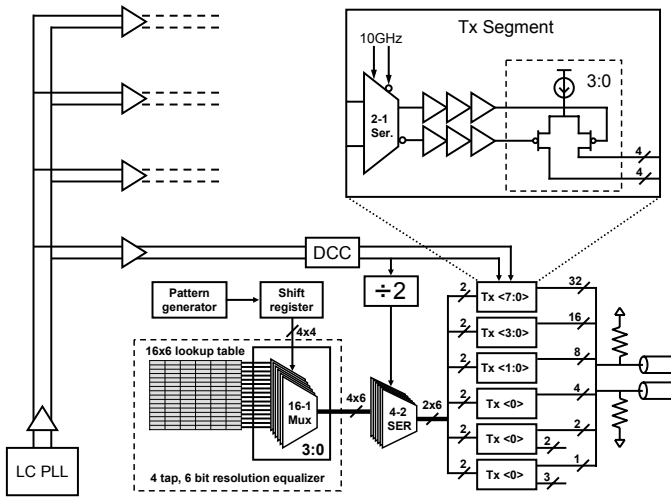 10GHz
Tx Segment
3:0
2-1
Ser.
4
4
DCC
÷2
Pattern
generator
Shift
register
4x4
16x6 lookup table
16-1
Mux
3:0
4 tap, 6 bit resolution equalizer
4x6
4-2
SER
2x6
2
Tx <7:0>
32
2
Tx <3:0>
16
2
Tx <1:0>
8
2
Tx <0>
4
2
Tx <0>
2
2
2
Tx <0>
1
3
LC PLL